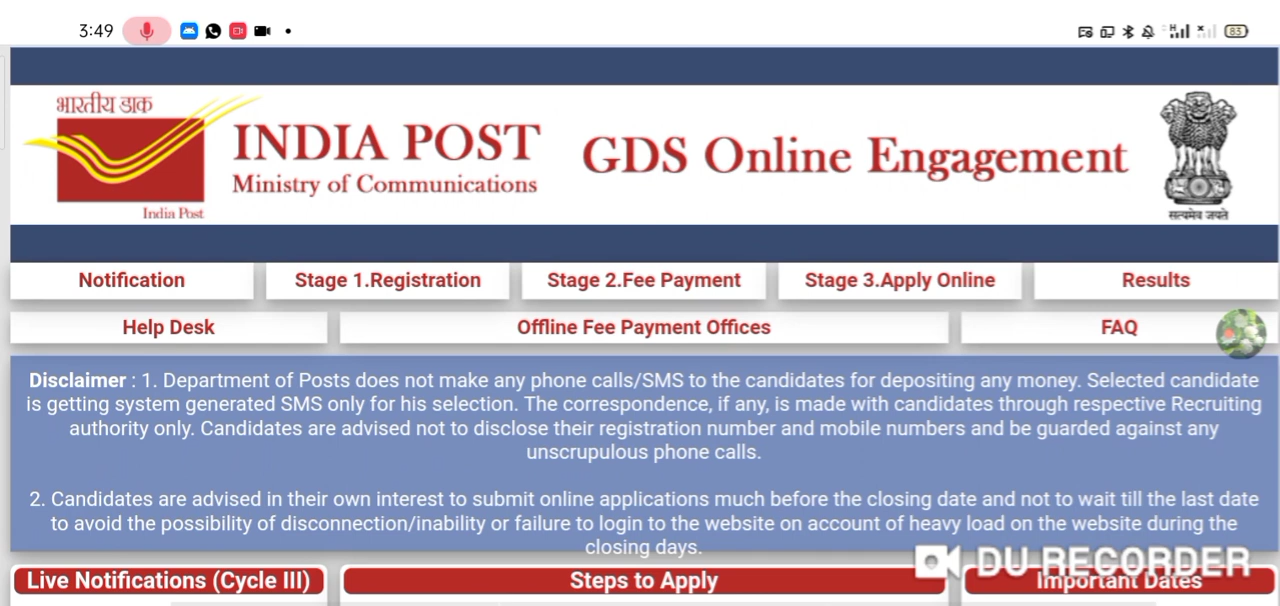 3:49
H
x
83
भारतीय डाक
India Post
INDIA POST
Ministry of Communications
GDS Online Engagement
सत्यमेव जयते
Notification
Stage 1.Registration
Stage 2.Fee Payment
Stage 3.Apply Online
Results
Help Desk
Offline Fee Payment Offices
FAQ
Disclaimer : 1. Department of Posts does not make any phone calls/SMS to the candidates for depositing any money. Selected candidate
is getting system generated SMS only for his selection. The correspondence, if any, is made with candidates through respective Recruiting
authority only. Candidates are advised not to disclose their registration number and mobile numbers and be guarded against any
unscrupulous phone calls.
2. Candidates are advised in their own interest to submit online applications much before the closing date and not to wait till the last date
to avoid the possibility of disconnection/inability or failure to login to the website on account of heavy load on the website during the
closing days.
DU RECORDER
Live Notifications (Cycle III)
Steps to Apply
Important Dates